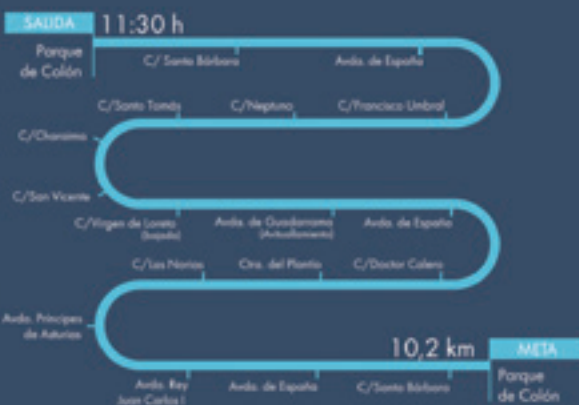 SALIDA 11:30 h
Parque
de Colón
C/ Santa Bárbara
Avda. de España
C/Francisco Umbral
C/Neptuno
C/Santo Tomás
C/San Vicente
C/Virgen de Loreto
(bajada)
Avda. de Guadarrama
(Avituallamiento)
Avda. de España
C/Doctor Calero
Ctra. del Plantío
C/Las Norias
Avda. Príncipes
de Asturias
Avda. Rey
Juan Carlos I
Avda. de España
C/Santa Bárbara
10,2 km META
Parque
de Colón